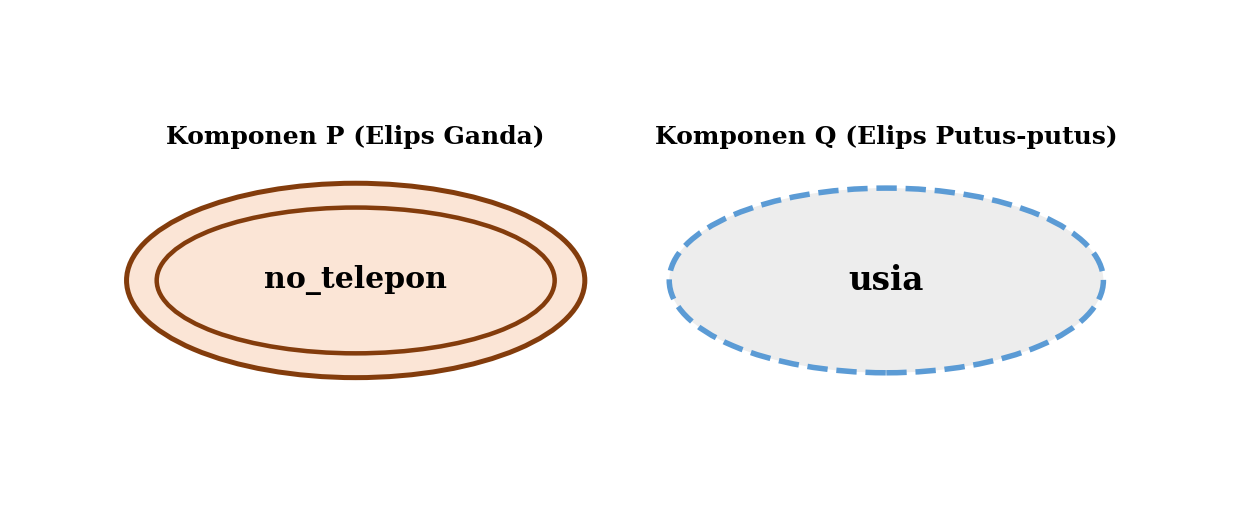 Komponen P (Elips Ganda)
Komponen Q (Elips Putus-putus)
no_telepon
usia